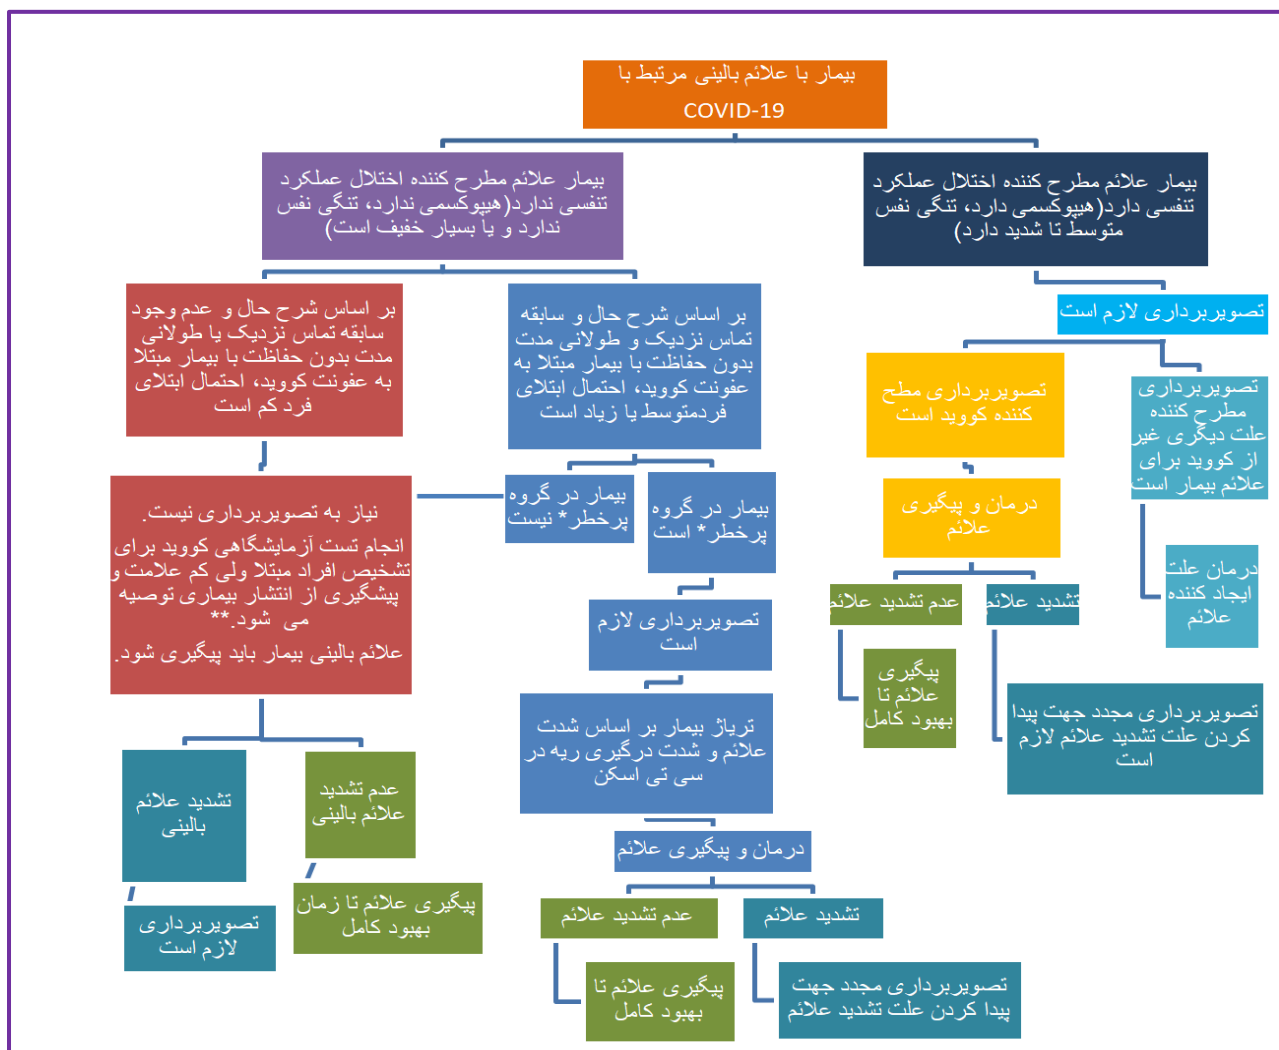 بیمار با علائم بالینی مرتبط با
COVID-19
بیمار علائم مطرح کننده اختلال عملکرد
تنفسی دارد(هیپوکسمی دارد، تنگی نفس
متوسط تا شدید دارد)
بیمار علائم مطرح کننده اختلال عملکرد
تنفسی ندارد(هیپوکسمی ندارد، تنگی نفس
ندارد و یا بسیار خفیف است)
تصویربرداری لازم است
تصویربرداری
مطرح کننده
علت دیگری غیر
از کووید برای
علائم بیمار است
درمان علت
ایجاد کننده
علائم
تصویربرداری مطح
کننده کووید است
درمان و پیگیری
علائم
تشدید علائم
تصویربرداری مجدد جهت پیدا
کردن علت تشدید علائم لازم
است
عدم تشدید علائم
پیگیری
علائم تا
بهبود کامل
بر اساس شرح حال و سابقه
تماس نزدیک و طولانی مدت
بدون حفاظت با بیمار مبتلا به
عفونت کووید، احتمال ابتلای
فردمتوسط یا زیاد است
بیمار در گروه
پرخطر* است
بیمار در گروه
پرخطر* نیست
تصویربرداری لازم
است
تریاژ بیمار بر اساس شدت
علائم و شدت درگیری ریه در
سی تی اسکن
درمان و پیگیری علائم
تشدید علائم
تصویربرداری مجدد جهت
پیدا کردن علت تشدید علائم
عدم تشدید علائم
پیگیری علائم تا
بهبود کامل
بر اساس شرح حال و عدم وجود
سابقه تماس نزدیک یا طولانی
مدت بدون حفاظت با بیمار مبتلا
به عفونت کووید، احتمال ابتلای
فرد کم است
نیاز به تصویربرداری نیست.
انجام تست آزمایشگاهی کووید برای
تشخیص افراد مبتلا ولی کم علامت و
پیشگیری از انتشار بیماری توصیه
می شود.**
علائم بالینی بیمار باید پیگیری شود.
عدم تشدید
علائم بالینی
پیگیری علائم تا زمان
بهبود کامل
تشدید علائم
بالینی
تصویربرداری
لازم است